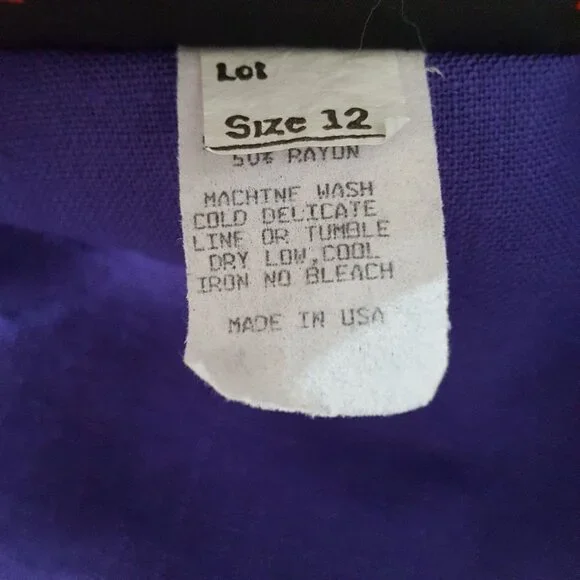 Lot
Size 12
50% RAYON
MACHINE WASH
COLD DELICATE
LINE OR TUMBLE
DRY LOW, COOL
IRON NO BLEACH
MADE IN USA